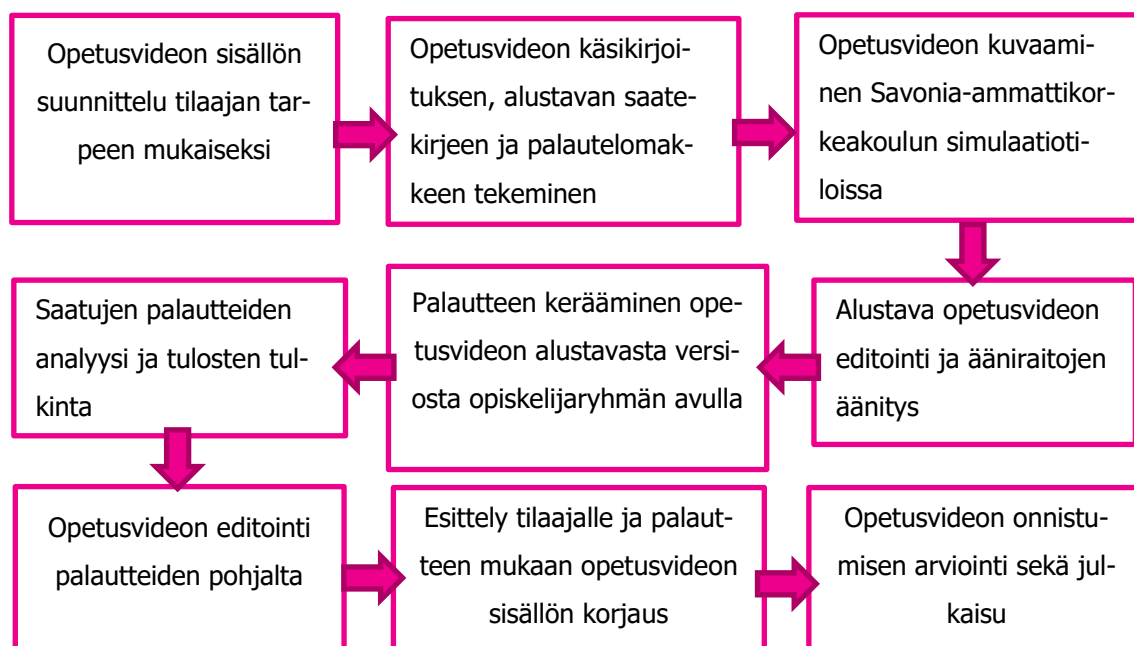 Opetusvideon sisällön
suunnittelu tilaajan tar-
peen mukaiseksi
Opetusvideon käsikirjoi-
tuksen, alustavan saate-
kirjeen ja palautelomak-
keen tekeminen
Opetusvideon kuvaami-
nen Savonia-ammattikor-
keakoulun simulaatioti-
loissa
Alustava opetusvideon
editointi ja ääniraitojen
äänitys
Palautteen kerääminen ope-
tusvideon alustavasta versi-
osta opiskelijaryhmän avulla
Saatujen palautteiden
analyysi ja tulosten tul-
kinta
Opetusvideon editointi
palautteiden pohjalta
Esittely tilaajalle ja palaut-
teen mukaan opetusvideon
sisällön korjaus
Opetusvideon onnistu-
misen arviointi sekä jul-
kaisu